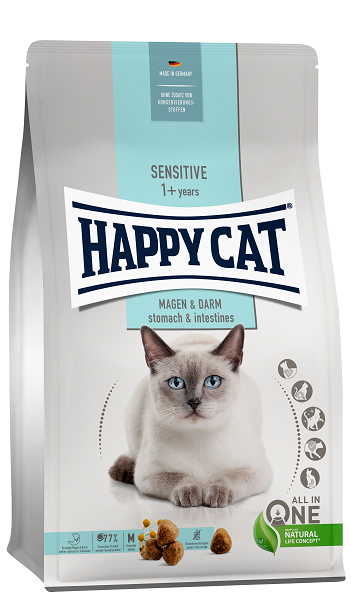 MADE IN GERMANY
OHNE ZUSATZ VON
KONSERVIERUNGS-
STOFFEN
SENSITIVE
1+ years
HAPPY CAT
MAGEN & DARM
stomach & intestines
ALL IN
ONE
NATURAL
LIFE CONCEPT®
77%
M